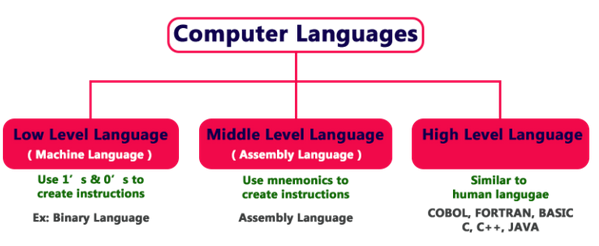 Computer Languages
Low Level Language
( Machine Language )
Use 1’s & 0’s to
create instructions
Ex: Binary Language
Middle Level Language
( Assembly Language )
Use mnemonics to
create instructions
Assembly Language
High Level Language
Similar to
human langugae
COBOL, FORTRAN, BASIC
C, C++, JAVA